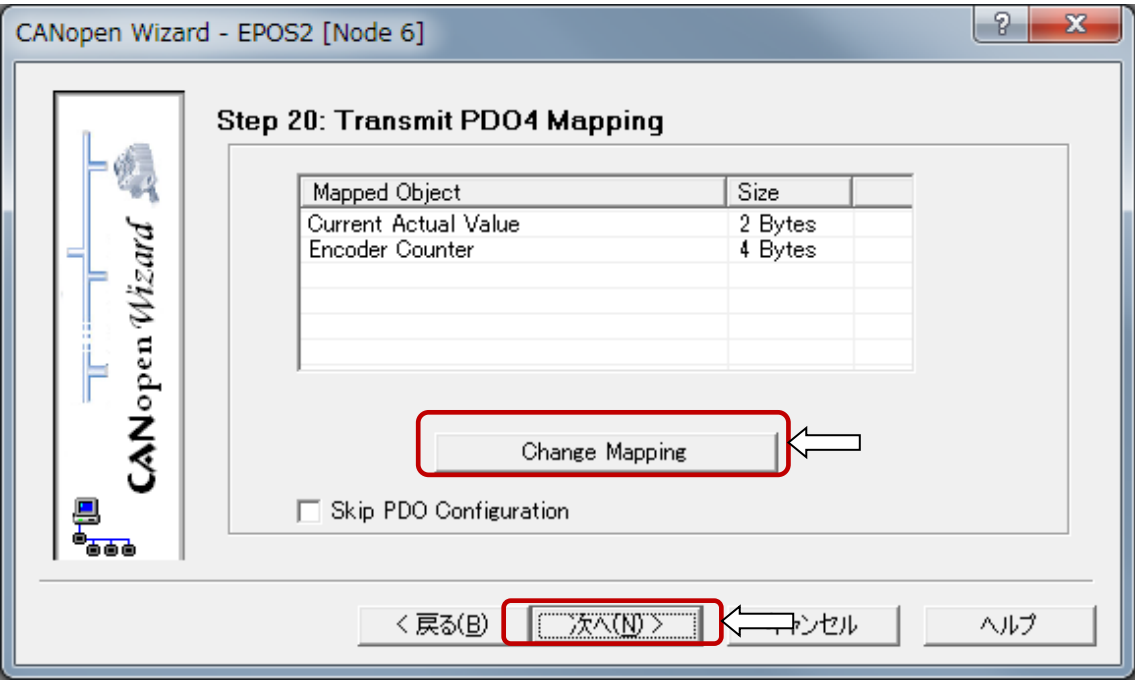 CANopen Wizard - EPOS2 [Node 6]
?
X
CANopen Wizard
Step 20: Transmit PDO4 Mapping
Mapped Object Size
Current Actual Value 2 Bytes
Encoder Counter 4 Bytes
Change Mapping
Skip PDO Configuration
< 戻る(B)
次へ(N) >
ンセル
ヘルプ